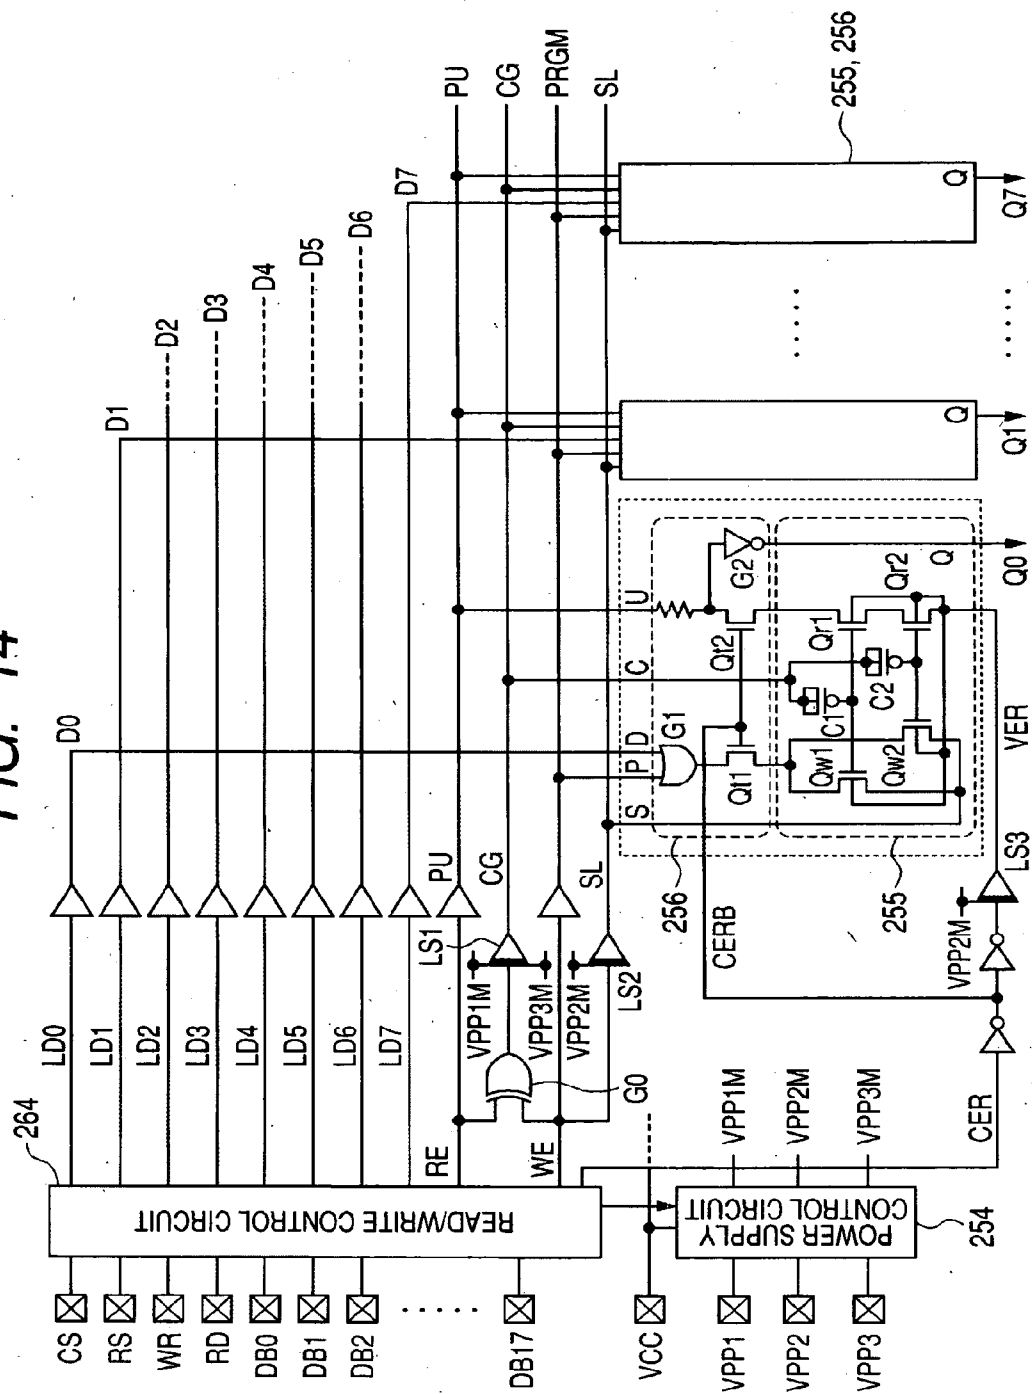 FIG. 14
264
CS
RS
WR
RD
DB0
DB1
DB2
DB17
READ/WRITE CONTROL CIRCUIT
LD0
LD1
LD2
LD3
LD4
LD5
LD6
LD7
D0
D1
D2
D3
D4
D5
D6
D7
RE
WE
G0
PU
LS1
CG
VPP1M
VPP3M
VPP2M
SL
LS2
PU
CG
PRGM
SL
VCC
VPP1
VPP2
VPP3
POWER SUPPLY
CONTROL CIRCUIT
254
VPP1M
VPP2M
VPP3M
CER
CERB
VPP2M
LS3
VER
256
255
S
P
D
C
U
G1
Qt1
Qt2
G2
Qw1
Qw2
C1
C2
Qr1
Qr2
Q
Q0
Q
Q1
Q
Q7
255, 256